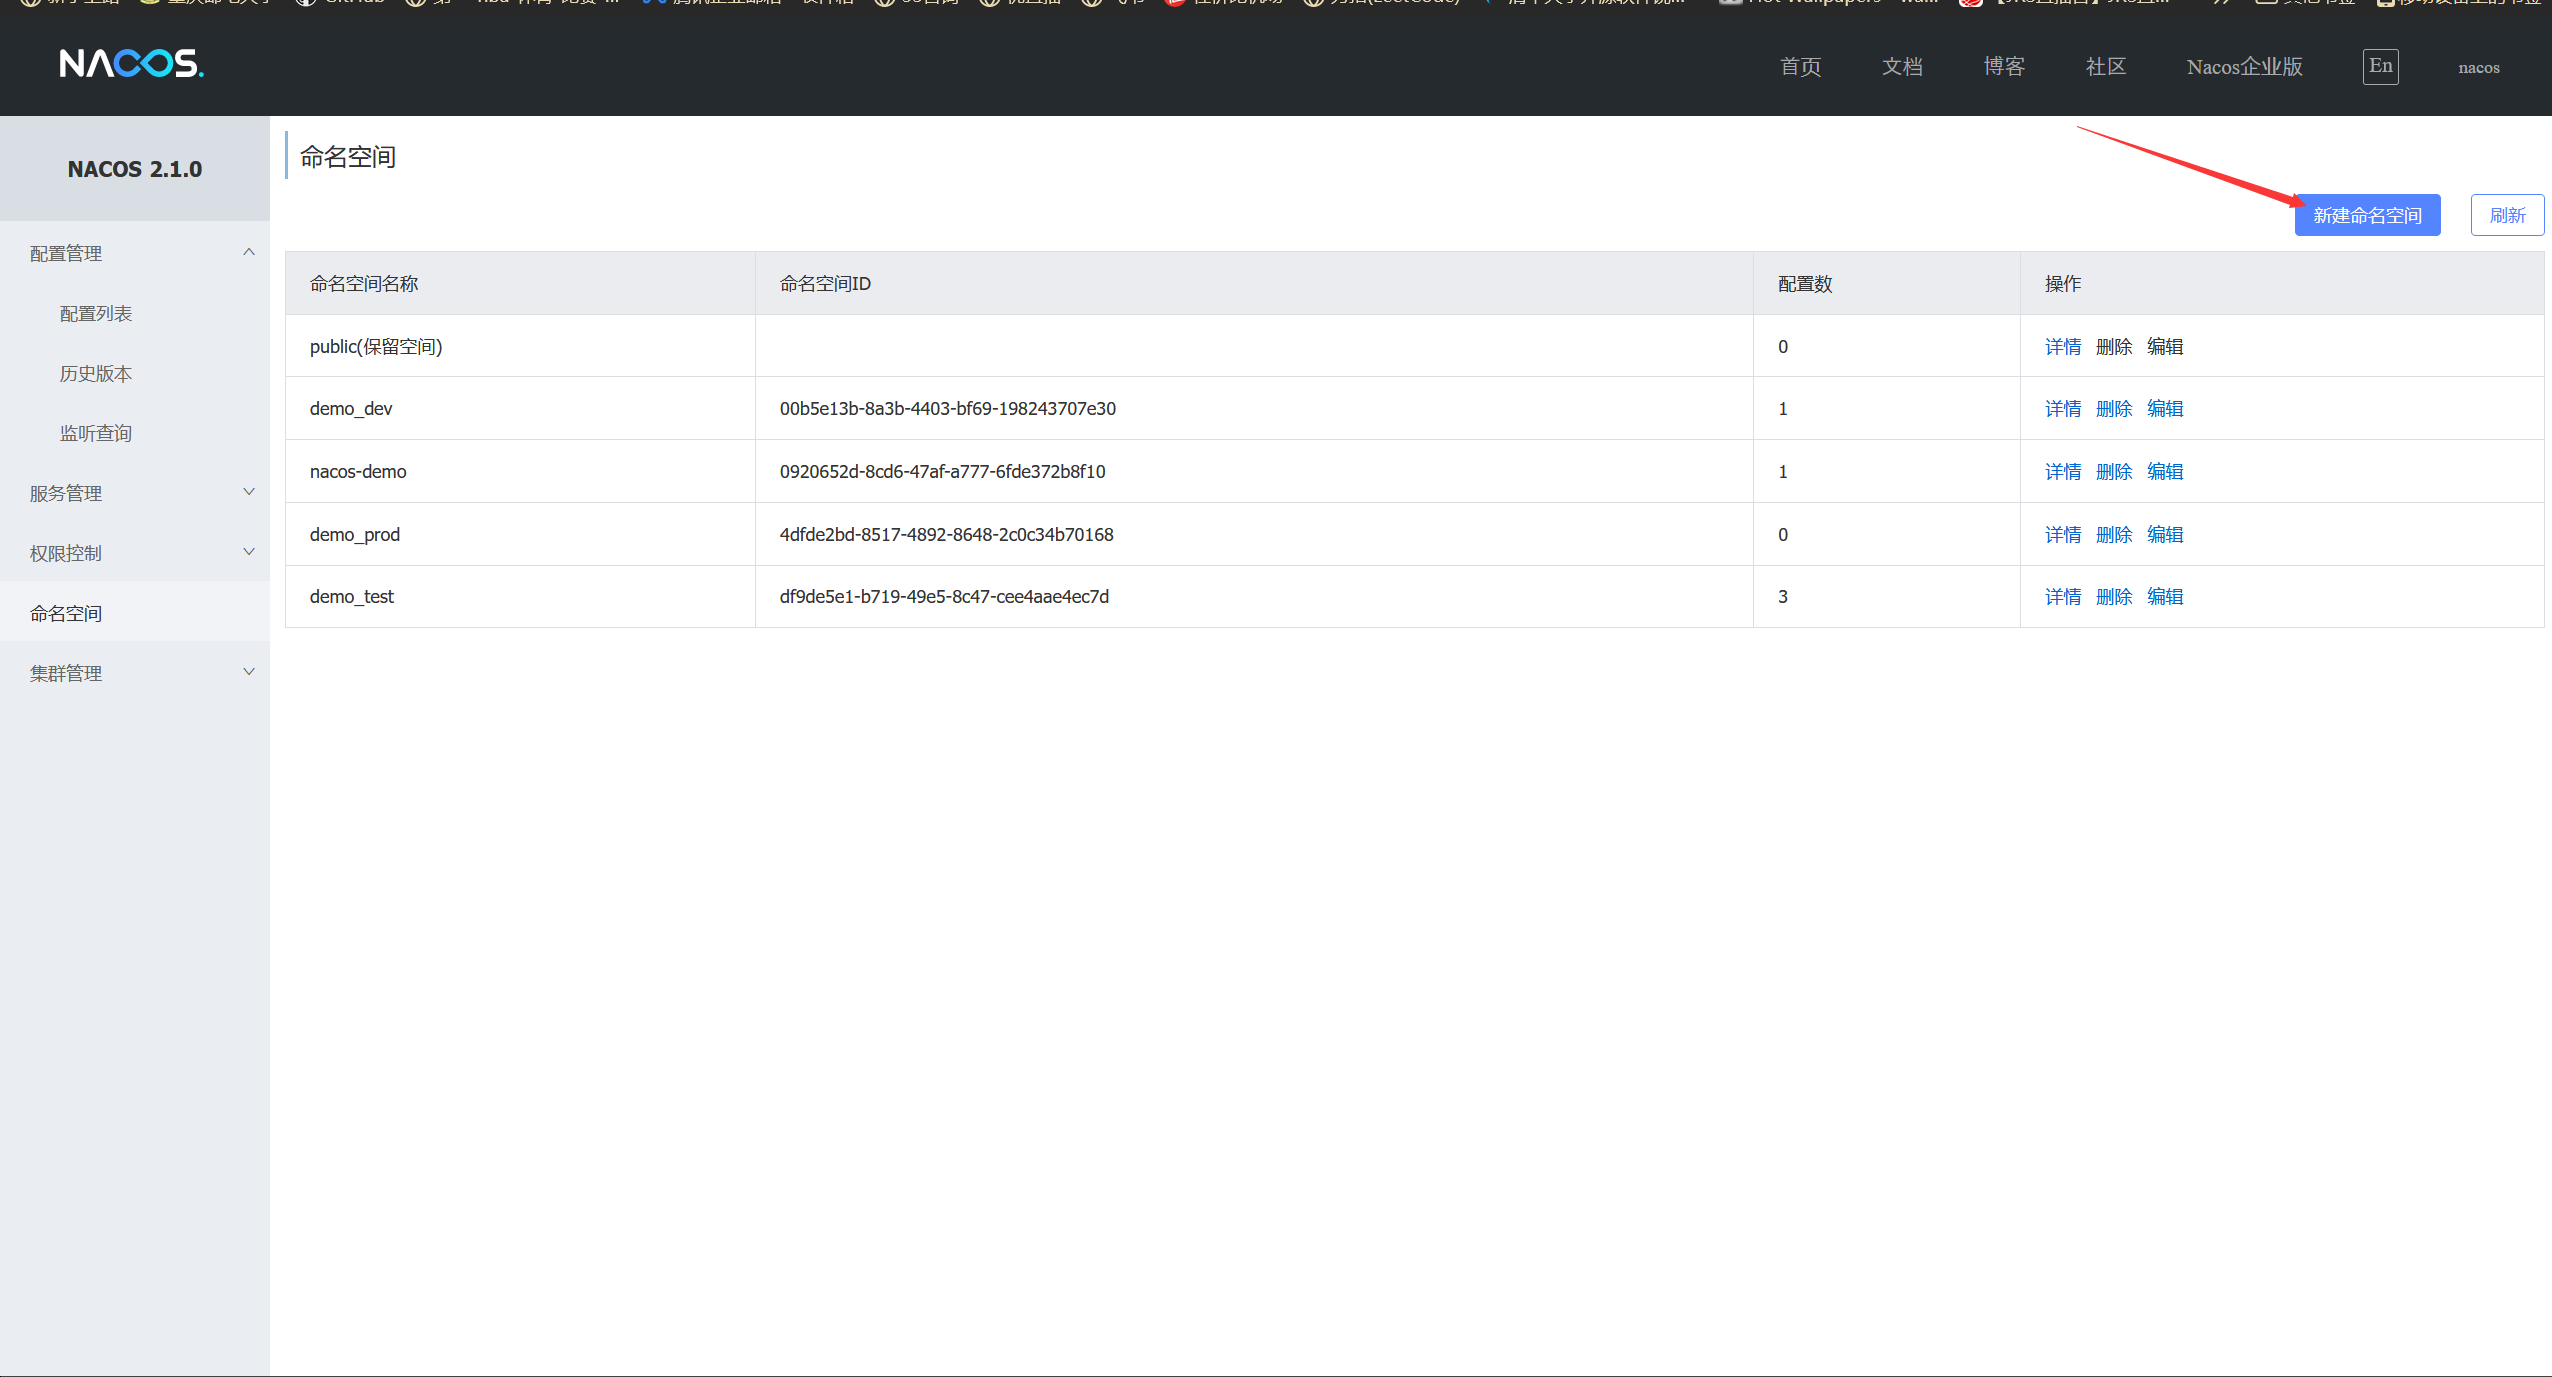 NACOS.
首页 文档 博客 社区 Nacos企业版 En nacos
NACOS 2.1.0
配置管理
配置列表
历史版本
监听查询
服务管理
权限控制
命名空间
集群管理
命名空间
新建命名空间 刷新
命名空间名称 命名空间ID 配置数 操作
public(保留空间) 0 详情 删除 编辑
demo_dev 00b5e13b-8a3b-4403-bf69-198243707e30 1 详情 删除 编辑
nacos-demo 0920652d-8cd6-47af-a777-6fde372b8f10 1 详情 删除 编辑
demo_prod 4dfde2bd-8517-4892-8648-2c0c34b70168 0 详情 删除 编辑
demo_test df9de5e1-b719-49e5-8c47-cee4aae4ec7d 3 详情 删除 编辑